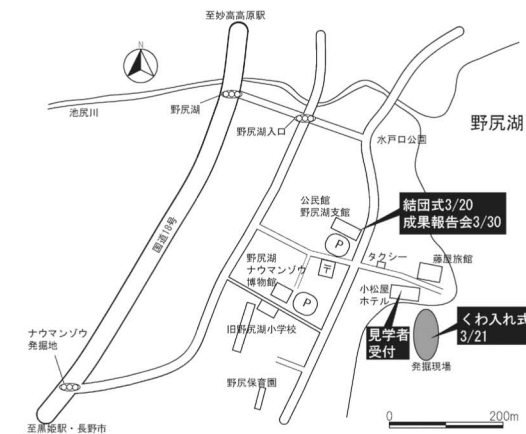 至妙高高原駅
N
池尻川
野尻湖
野尻湖入口
水戸口公園
野尻湖
国道18号
公民館
野尻湖支館
結団式3/20
成果報告会3/30
P
〒
タクシー
藤屋旅館
野尻湖
ナウマンゾウ
博物館
P
小松屋
ホテル
見学者
受付
くわ入れ式
3/21
発掘現場
旧野尻湖小学校
ナウマンゾウ
発掘地
野尻保育園
至黒姫駅・長野市
0
200m